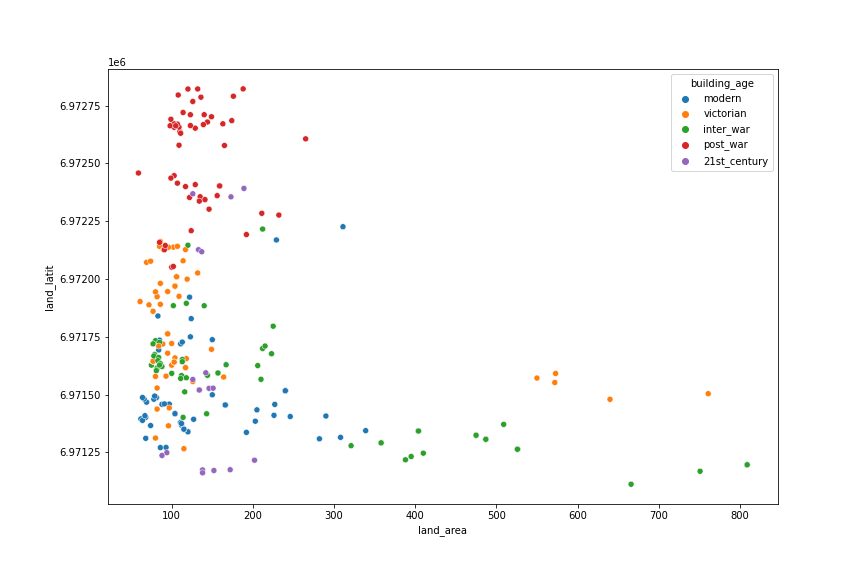 1e6
building_age
modern
victorian
inter_war
post_war
21st_century
6.97275
6.97250
6.97225
6.97200
6.97175
6.97150
6.97125
land_latit
100 200 300 400 500 600 700 800
land_area